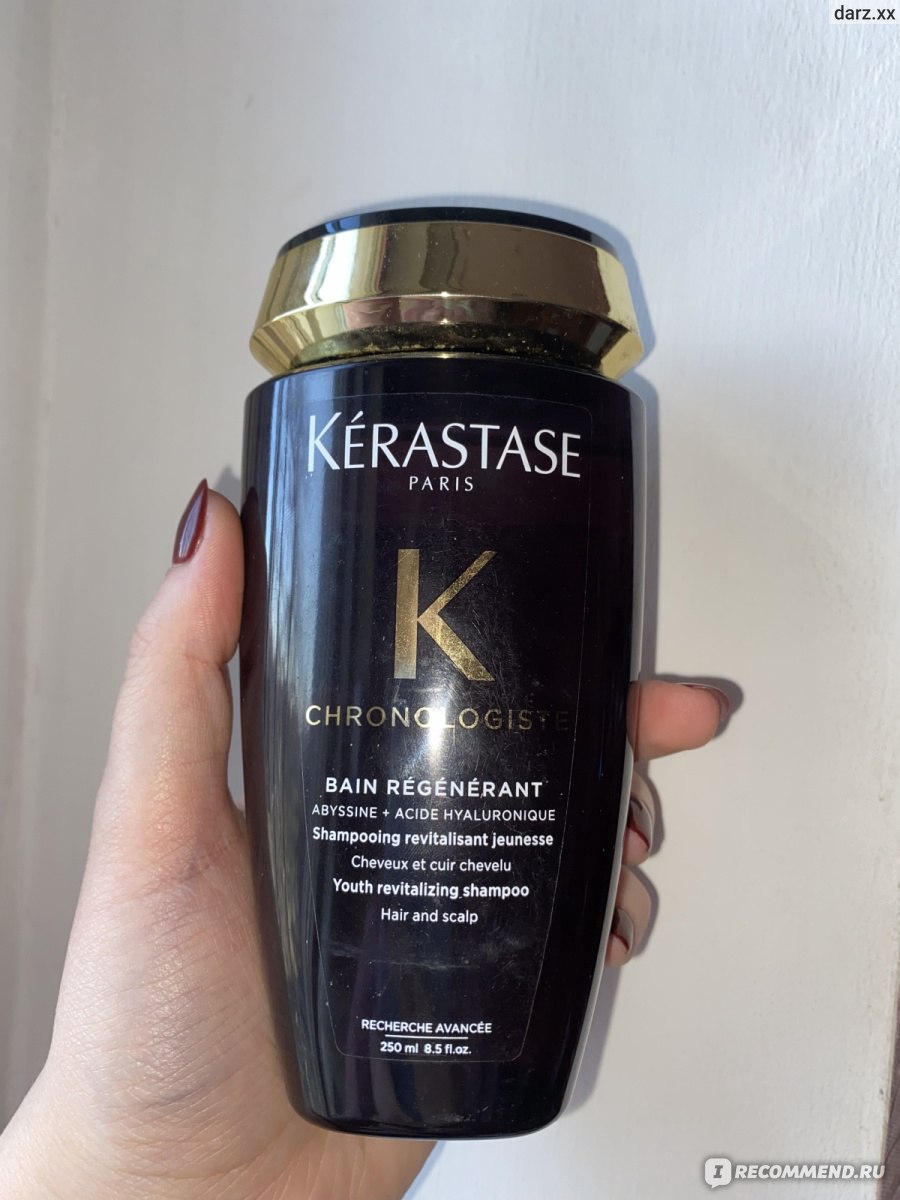 darz.xx
KÉRASTASE
PARIS
K
CHRONOLOGISTE
BAIN RÉGÉNÉRANT
ABYSSINE + ACIDE HYALURONIQUE
Shampooing revitalisant jeunesse
Cheveux et cuir chevelu
Youth revitalizing shampoo
Hair and scalp
RECHERCHE AVANCÉE
250 ml 8.5 fl.oz.
IRECOMMEND.RU